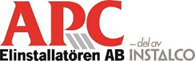 APC
Elinstallatören AB
...del av
INSTALCO